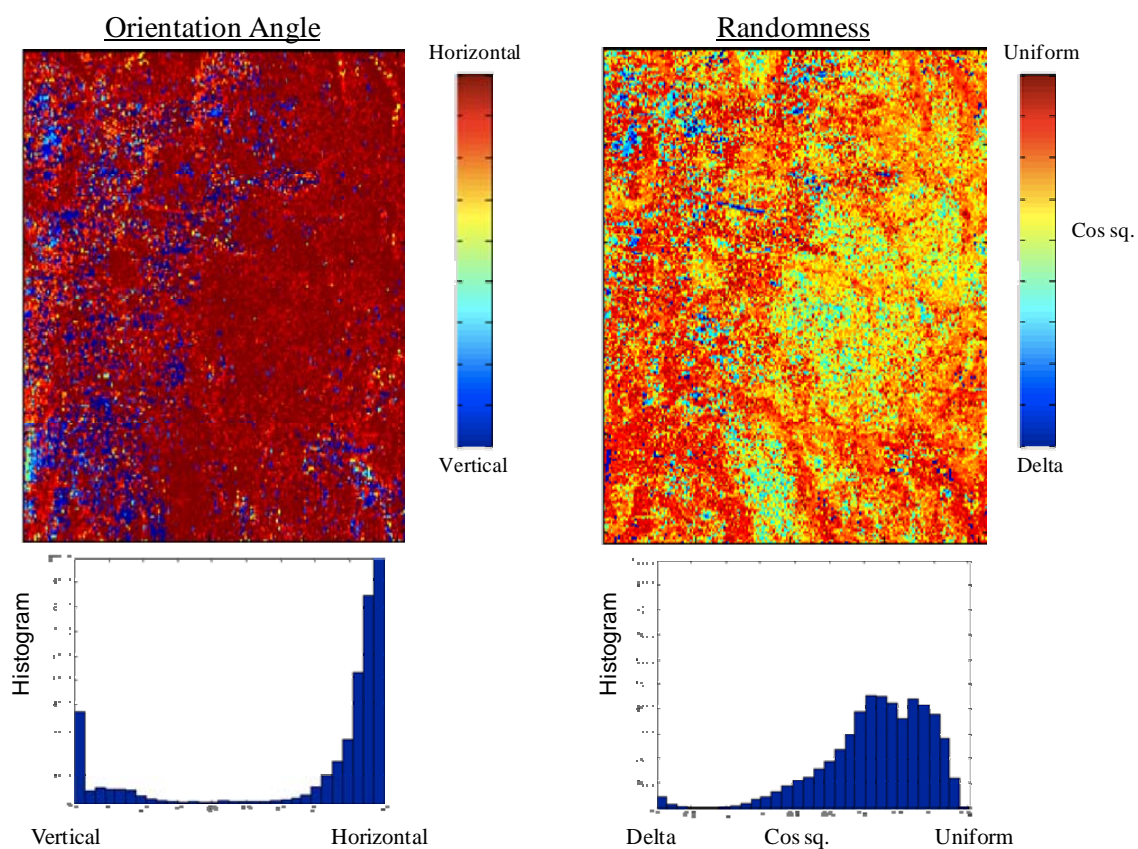 Orientation Angle
Randomness
Horizontal
Uniform
Cos sq.
Vertical
Delta
Histogram
Histogram
Vertical
Horizontal
Delta
Cos sq.
Uniform